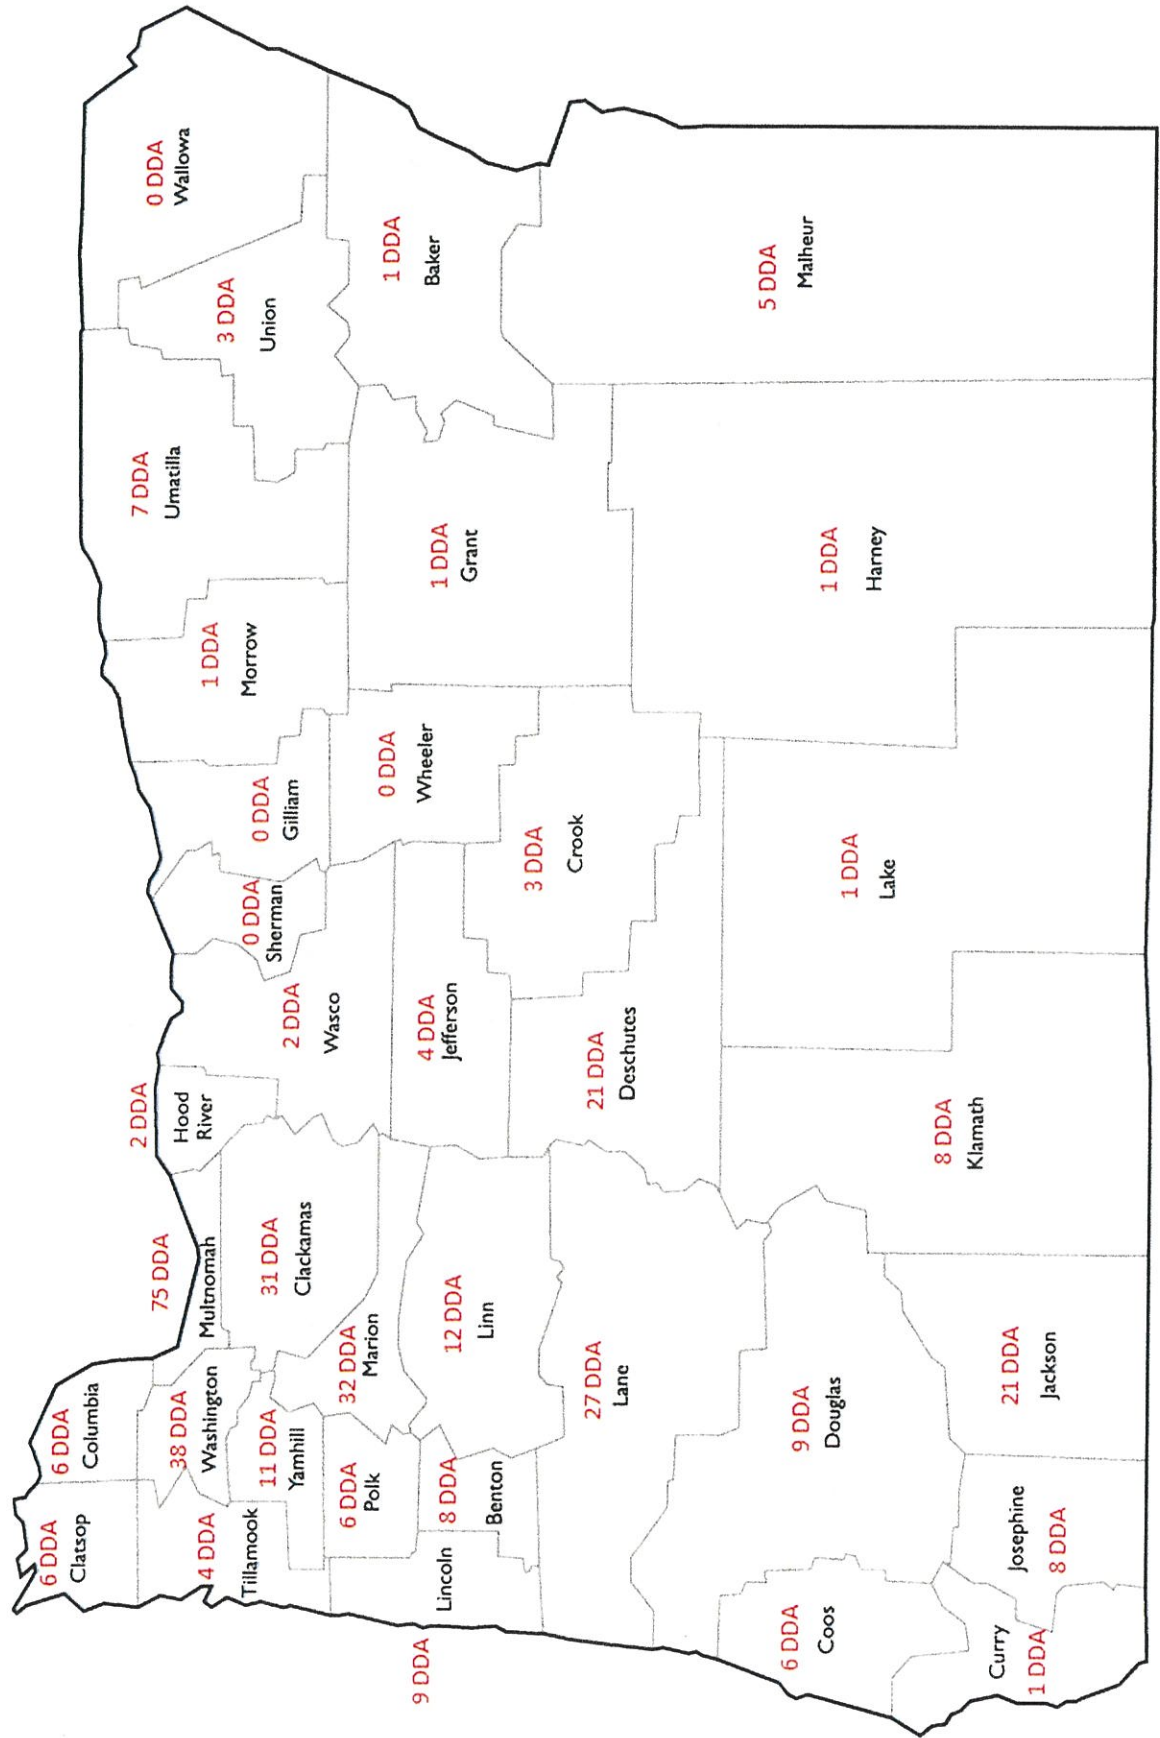 6 DDA
Clatsop
6 DDA
Columbia
75 DDA
Multnomah
2 DDA
Hood
River
4 DDA
Tillamook
38 DDA
Washington
11 DDA
Yamhill
31 DDA
Clackamas
2 DDA
Wasco
0 DDA
Sherman
0 DDA
Gilliam
1 DDA
Morrow
7 DDA
Umatilla
3 DDA
Union
0 DDA
Wallowa
9 DDA
Lincoln
6 DDA
Polk
32 DDA
Marion
8 DDA
Benton
12 DDA
Linn
4 DDA
Jefferson
0 DDA
Wheeler
1 DDA
Grant
1 DDA
Baker
27 DDA
Lane
21 DDA
Deschutes
3 DDA
Crook
6 DDA
Coos
9 DDA
Douglas
8 DDA
Klamath
1 DDA
Lake
1 DDA
Harney
5 DDA
Malheur
Curry
1 DDA
Josephine
8 DDA
21 DDA
Jackson